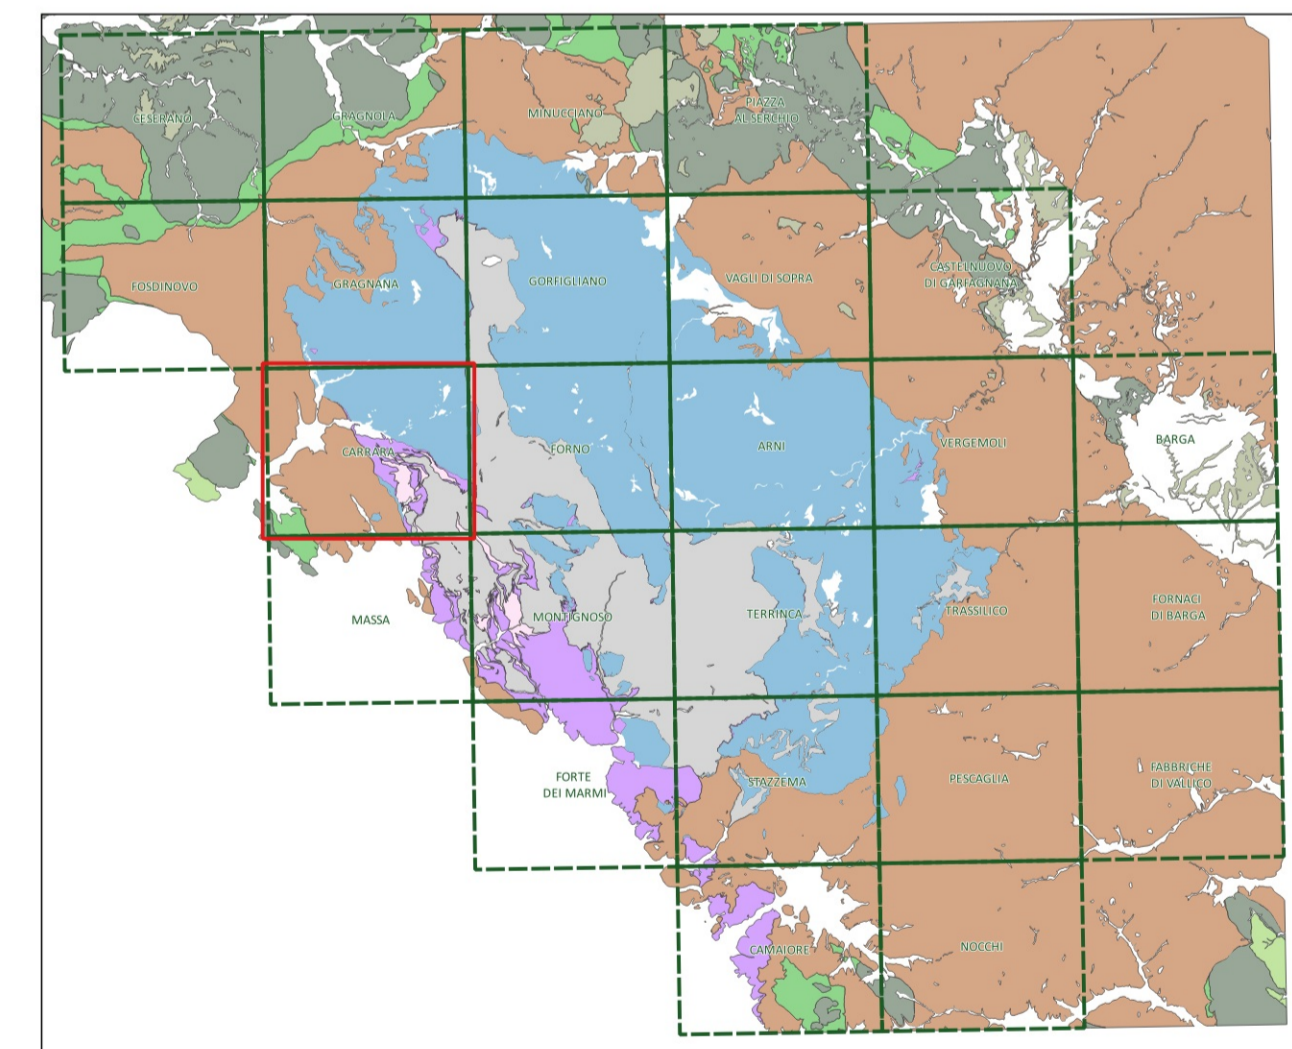 CESERANO
GRAGNOLA
MINUCCIANO
PIAZZA
AL SERCHIO
FOSDINOVO
GRAGNANA
GORFIGLIANO
VAGLI DI SOPRA
CASTELNUOVO
DI GARFAGNANA
CARRARA
FORNO
ARNI
VERGEMOLI
BARGA
MASSA
MONTIGNOSO
TERRINCA
TRASSILICO
FORNACI
DI BARGA
FORTE
DEI MARMI
STAZZEMA
PESCAGLIA
FABBRICHE
DI VALLICO
CAMAIORE
NOCCHI